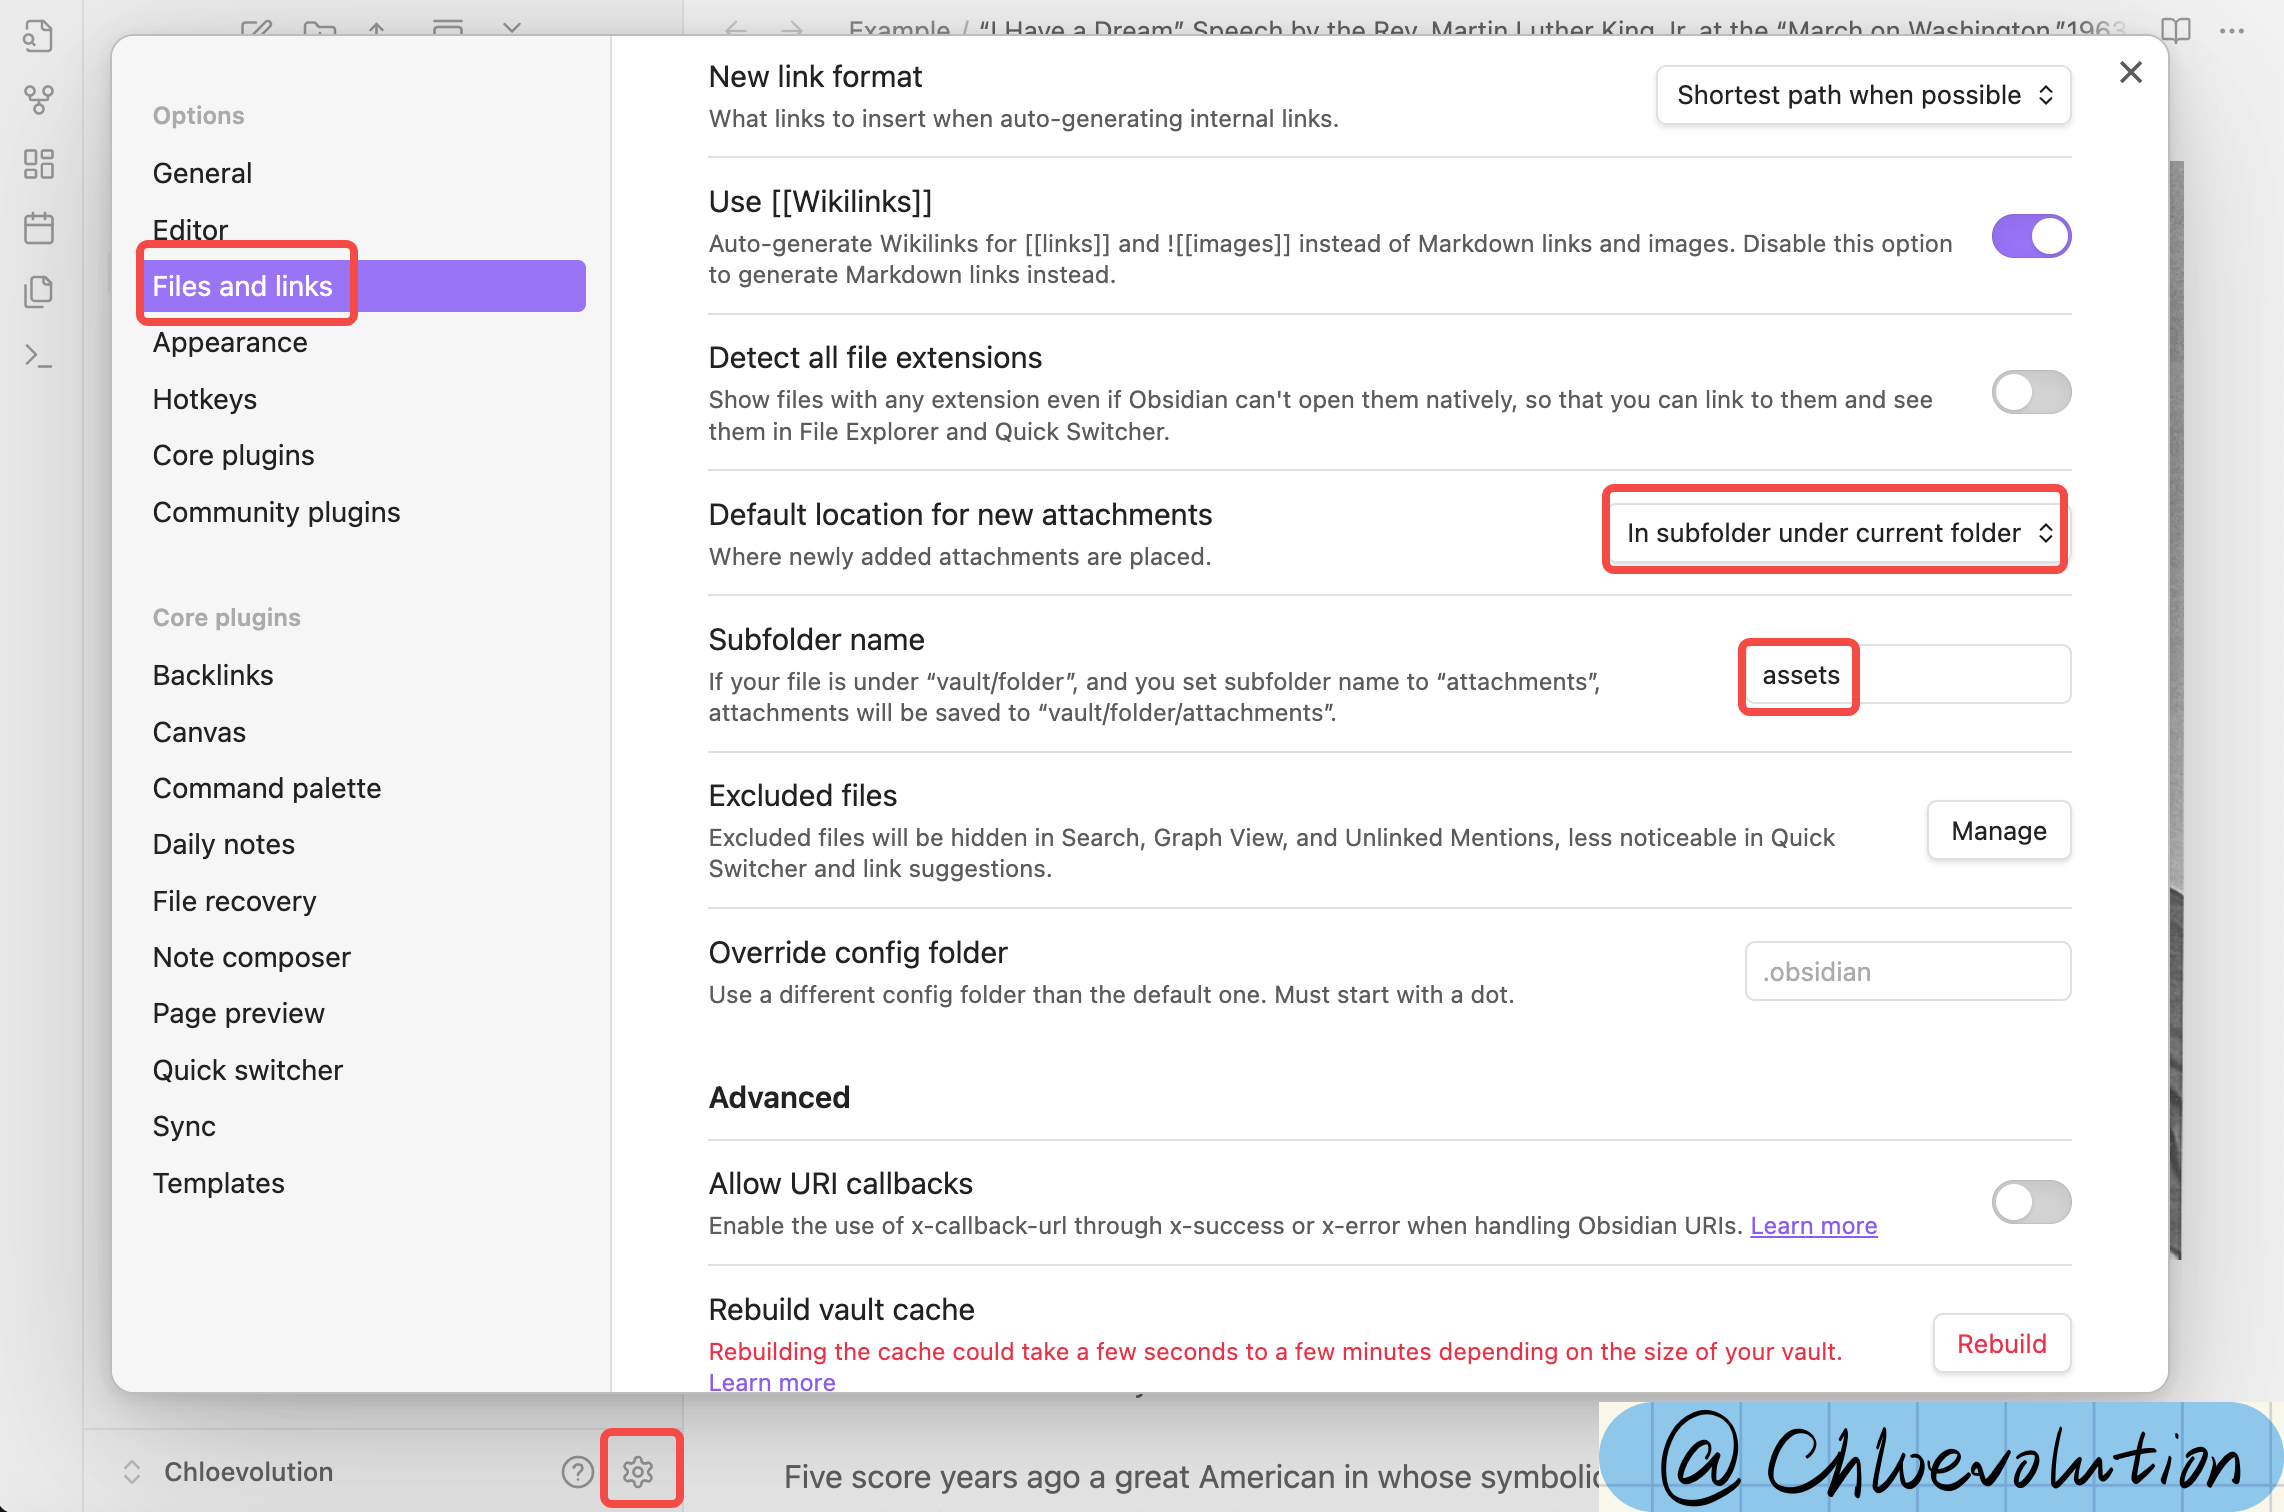 Example / “I Have a Dream” Speech by the Rev. Martin Luther King, Jr. at the “March on Washington,”1963
Options
General
Editor
Files and links
Appearance
Hotkeys
Core plugins
Community plugins
Core plugins
Backlinks
Canvas
Command palette
Daily notes
File recovery
Note composer
Page preview
Quick switcher
Sync
Templates
New link format
What links to insert when auto-generating internal links.
Shortest path when possible
Use [[Wikilinks]]
Auto-generate Wikilinks for [[links]] and ![[images]] instead of Markdown links and images. Disable this option
to generate Markdown links instead.
Detect all file extensions
Show files with any extension even if Obsidian can't open them natively, so that you can link to them and see
them in File Explorer and Quick Switcher.
Default location for new attachments
Where newly added attachments are placed.
In subfolder under current folder
Subfolder name
If your file is under “vault/folder”, and you set subfolder name to “attachments”,
attachments will be saved to “vault/folder/attachments”.
assets
Excluded files
Excluded files will be hidden in Search, Graph View, and Unlinked Mentions, less noticeable in Quick
Switcher and link suggestions.
Manage
Override config folder
Use a different config folder than the default one. Must start with a dot.
.obsidian
Advanced
Allow URI callbacks
Enable the use of x-callback-url through x-success or x-error when handling Obsidian URIs. Learn more
Rebuild vault cache
Rebuilding the cache could take a few seconds to a few minutes depending on the size of your vault.
Learn more
Rebuild
Chloevolution
Five score years ago a great American in whose symbolic
@Chloevolution